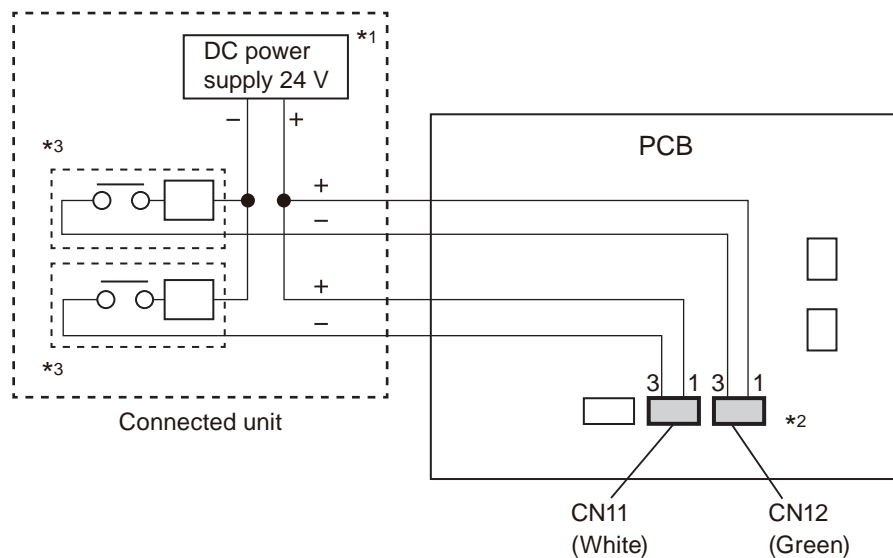 DC power
supply 24 V
*1
– +
*3
PCB
+
–
+
–
*3
3 1 3 1
*2
Connected unit
CN11
(White)
CN12
(Green)